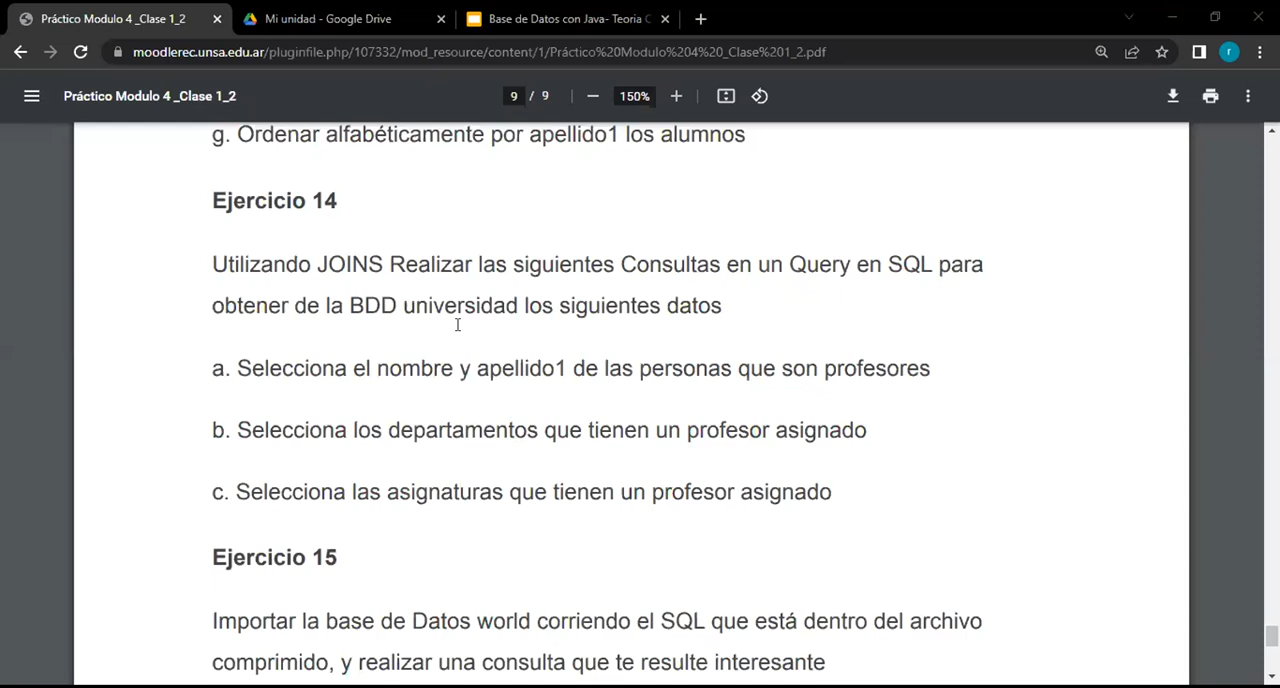 Práctico Modulo 4 _Clase 1_2
Mi unidad - Google Drive
Base de Datos con Java- Teoria C
moodlerec.unsa.edu.ar/pluginfile.php/107332/mod_resource/content/1/Práctico%20Modulo%204%20_Clase%201_2.pdf
r
Práctico Modulo 4 _Clase 1_2
9 / 9
150%
g. Ordenar alfabéticamente por apellido1 los alumnos
Ejercicio 14
Utilizando JOINS Realizar las siguientes Consultas en un Query en SQL para
obtener de la BDD universidad los siguientes datos
a. Selecciona el nombre y apellido1 de las personas que son profesores
b. Selecciona los departamentos que tienen un profesor asignado
c. Selecciona las asignaturas que tienen un profesor asignado
Ejercicio 15
Importar la base de Datos world corriendo el SQL que está dentro del archivo
comprimido, y realizar una consulta que te resulte interesante